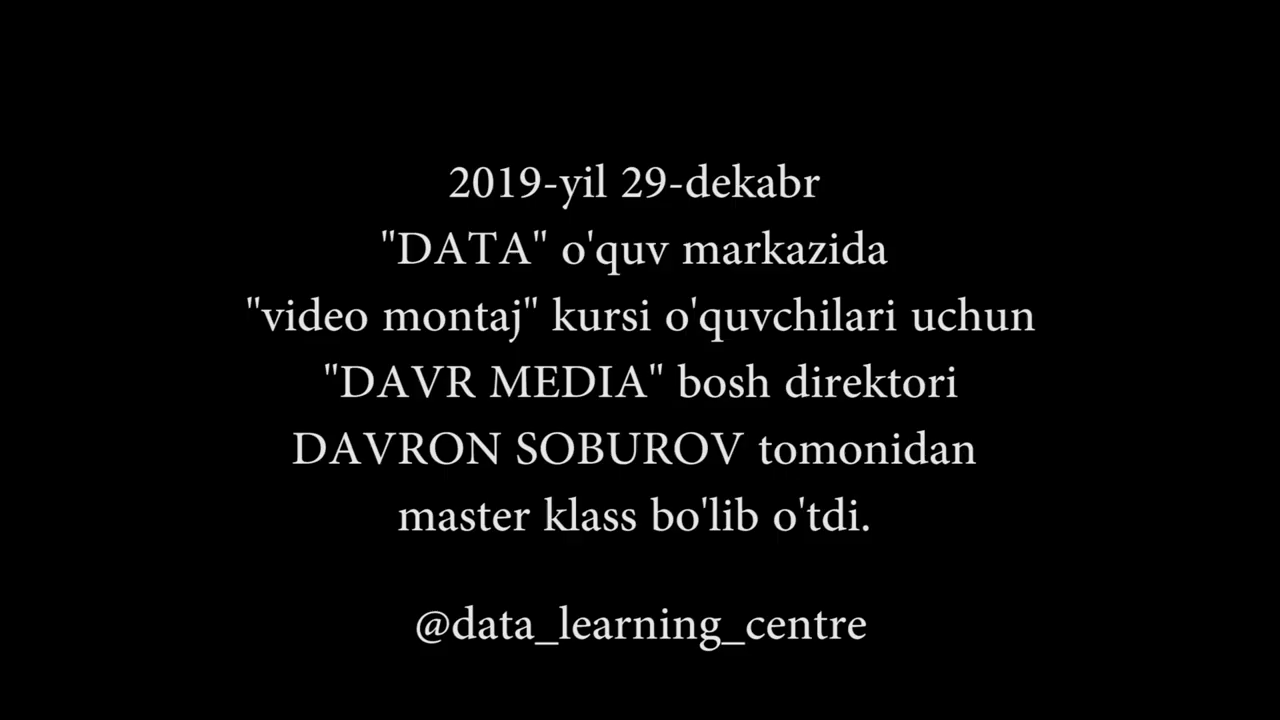 2019-yil 29-dekabr
"DATA" o'quv markazida
"video montaj" kursi o'quvchilari uchun
"DAVR MEDIA" bosh direktori
DAVRON SOBUROV tomonidan
master klass bo'lib o'tdi.
@data_learning_centre